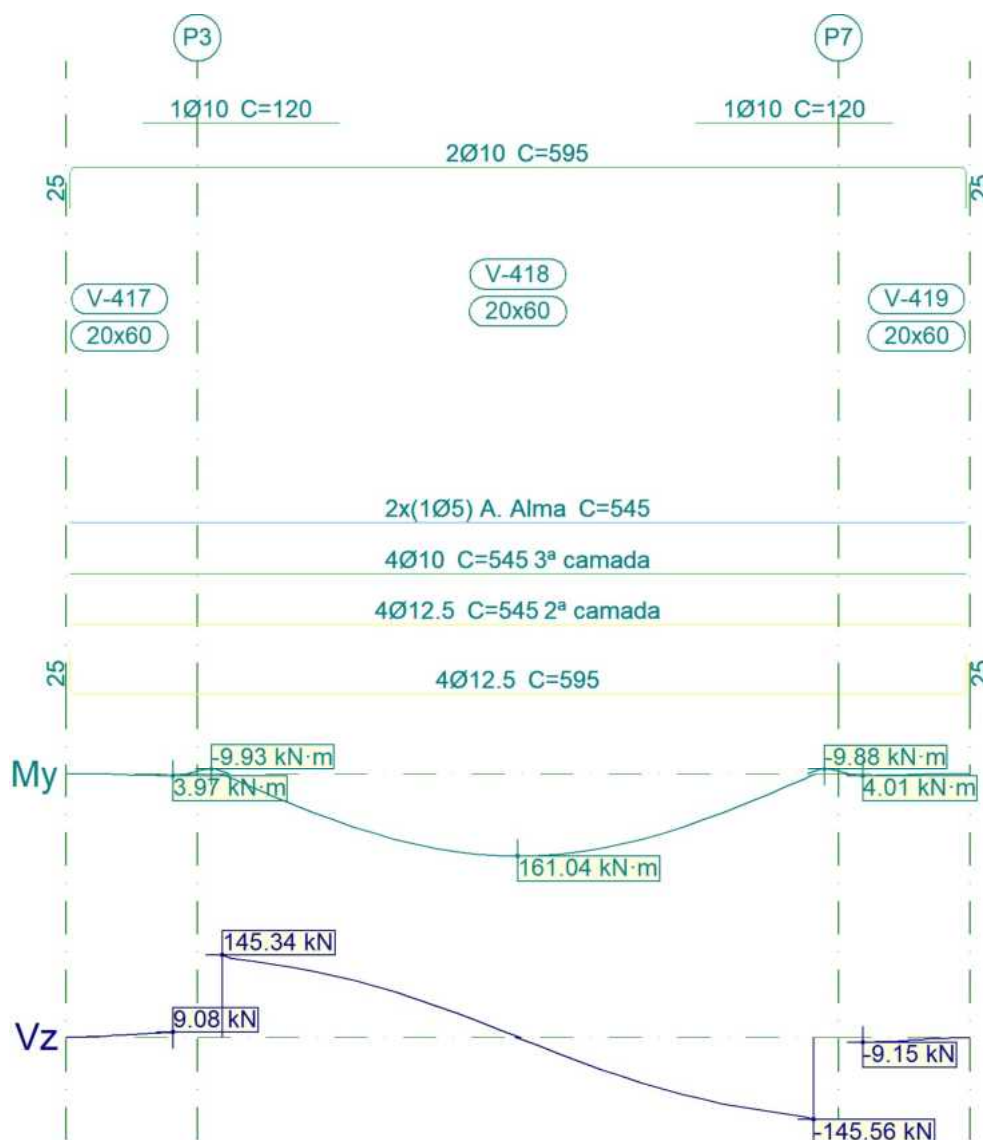 P3
P7
1Ø10 C=120
1Ø10 C=120
2Ø10 C=595
25
25
V-418
20x60
V-417
20x60
V-419
20x60
2x(1Ø5) A. Alma C=545
4Ø10 C=545 3ª camada
4Ø12.5 C=545 2ª camada
25
25
4Ø12.5 C=595
My
-9.93 kN·m
3.97 kN·m
-9.88 kN·m
4.01 kN·m
161.04 kN·m
145.34 kN
Vz
9.08 kN
-9.15 kN
-145.56 kN